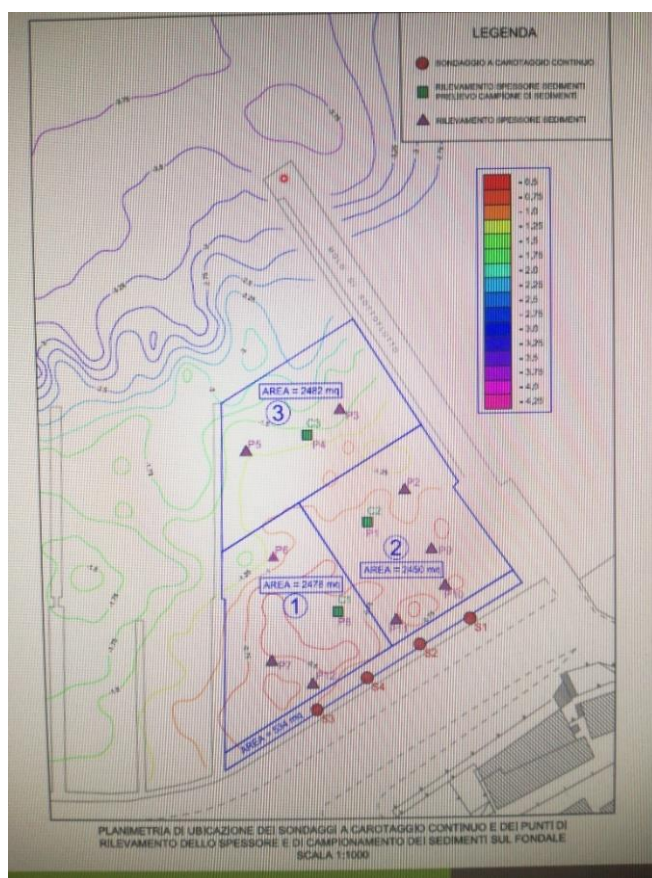 LEGENDA
SONDAGGIO A CAROTAGGIO CONTINUO
RILEVAMENTO SPESSORE SEDIMENTI
PRELIEVO CAMPIONE DI SEDIMENTI
RILEVAMENTO SPESSORE SEDIMENTI
- 0,5
- 0,75
- 1,0
- 1,25
- 1,5
- 1,75
- 2,0
- 2,25
- 2,5
- 2,75
- 3,0
- 3,25
- 3,5
- 3,75
- 4,0
- 4,25
MOLO DI SOTTOFLUTTO
AREA = 2482 mq
3
P3
C3
P4
P5
P2
C2
P1
2
P9
AREA = 2450 mq
P10
P6
AREA = 2478 mq
1
C1
P8
P11
S1
S2
P7
P12
S4
S3
AREA = 534 mq
PLANIMETRIA DI UBICAZIONE DEI SONDAGGI A CAROTAGGIO CONTINUO E DEI PUNTI DI
RILEVAMENTO DELLO SPESSORE E DI CAMPIONAMENTO DEI SEDIMENTI SUL FONDALE
SCALA 1:1000